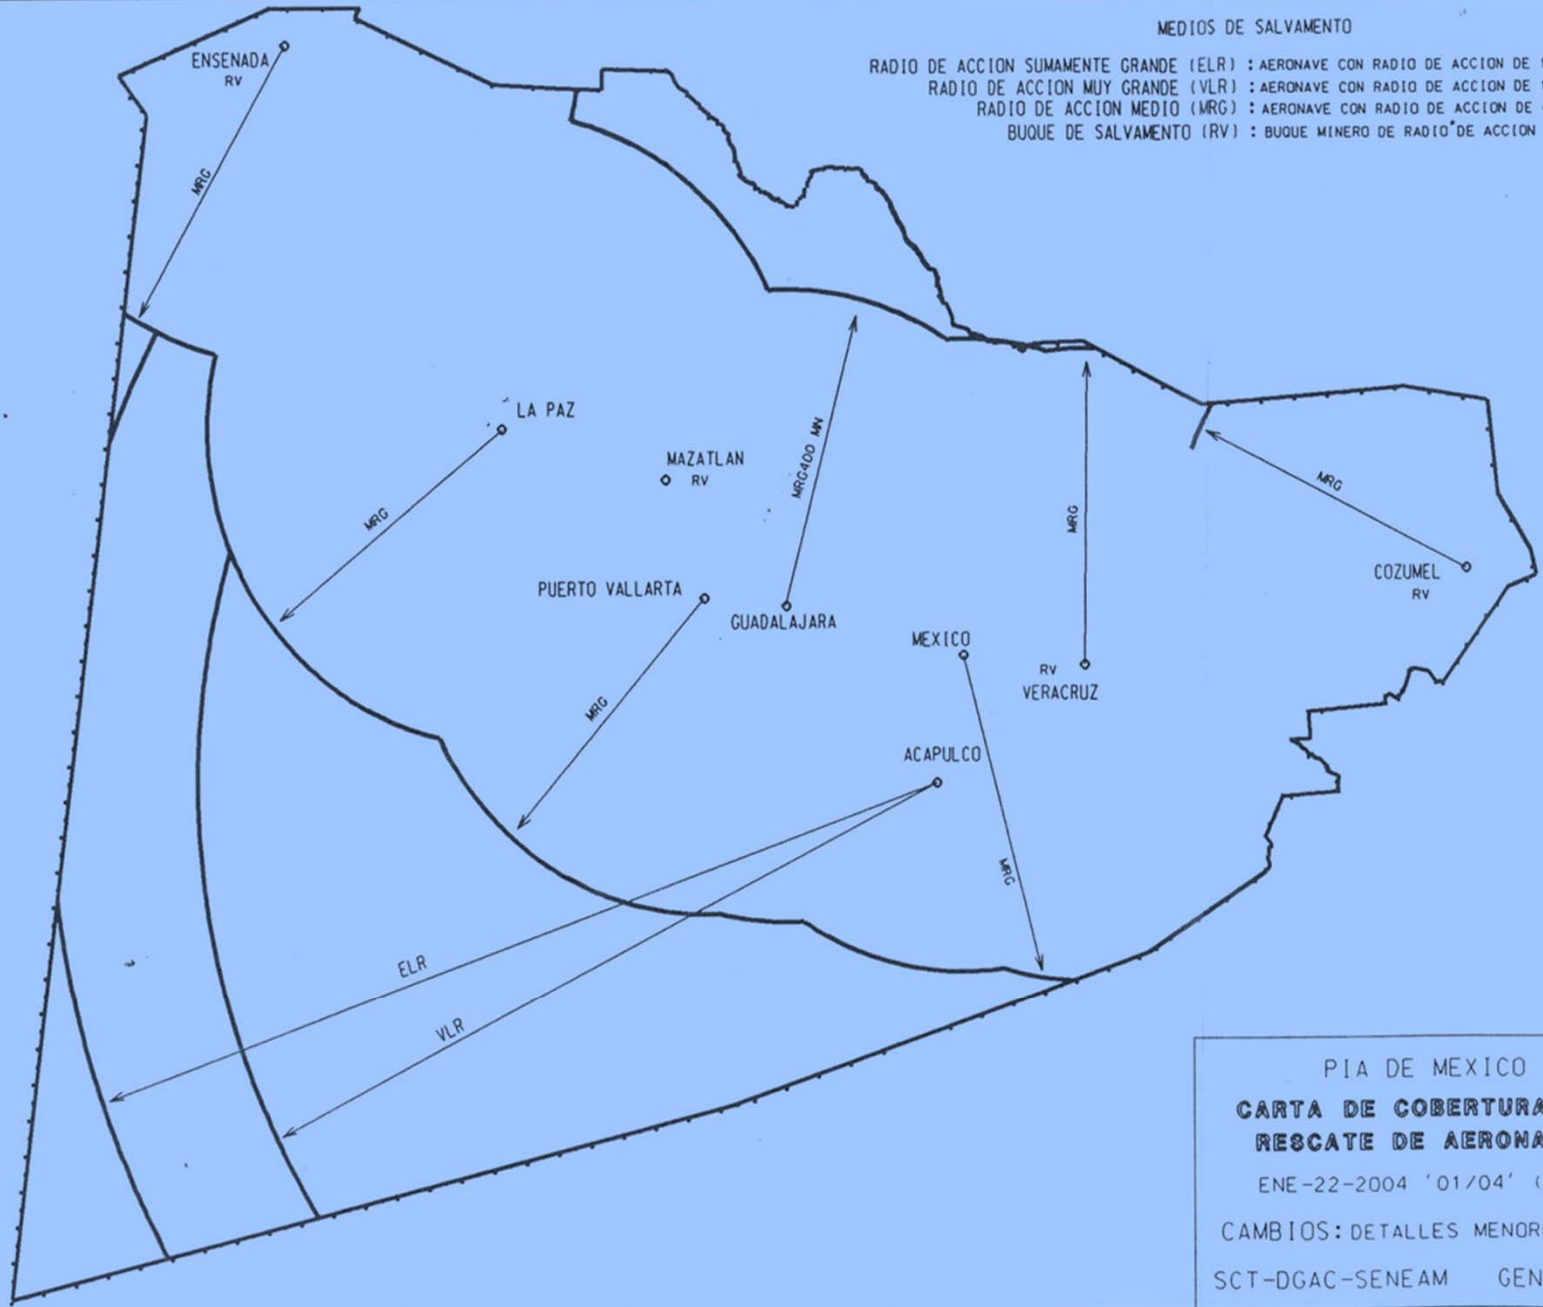 MEDIOS DE SALVAMENTO
RADIO DE ACCION SUMAMENTE GRANDE (ELR) : AERONAVE CON RADIO DE ACCION DE
RADIO DE ACCION MUY GRANDE (VLR) : AERONAVE CON RADIO DE ACCION DE
RADIO DE ACCION MEDIO (MRG) : AERONAVE CON RADIO DE ACCION DE
BUQUE DE SALVAMENTO (RV) : BUQUE MINERO DE RADIO DE ACCION
ENSENADA
RV
MRG
LA PAZ
MRG
MAZATLAN
RV
MRG400 MN
MRG
MRG
COZUMEL
RV
PUERTO VALLARTA
GUADALAJARA
MRG
MEXICO
RV
VERACRUZ
ACAPULCO
MRG
ELR
VLR
PIA DE MEXICO
CARTA DE COBERTURA
RESCATE DE AERONA
ENE-22-2004 '01/04' (
CAMBIOS: DETALLES MENOR
SCT-DGAC-SENEAM GEN